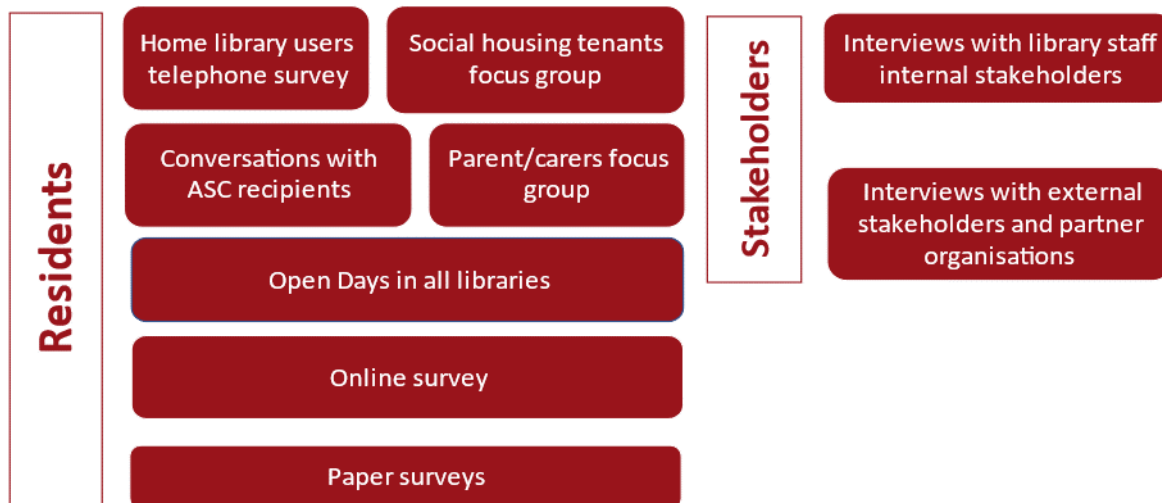 Residents
Home library users
telephone survey
Social housing tenants
focus group
Conversations with
ASC recipients
Parent/carers focus
group
Open Days in all libraries
Online survey
Paper surveys
Stakeholders
Interviews with library staff
internal stakeholders
Interviews with external
stakeholders and partner
organisations